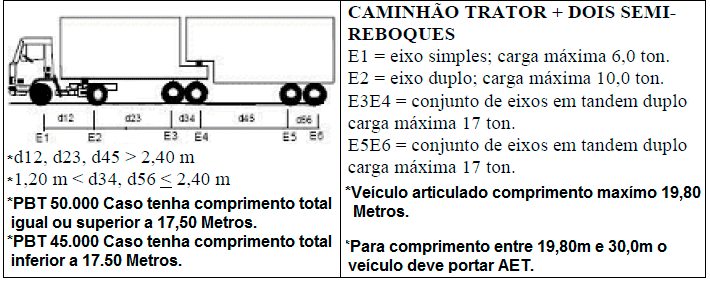 d12
d23
d34
d45
d56
E1
E2
E3
E4
E5
E6
*d12, d23, d45 > 2,40 m
*1,20 m < d34, d56 ≤ 2,40 m
*PBT 50.000 Caso tenha comprimento total
igual ou superior a 17,50 Metros.
*PBT 45.000 Caso tenha comprimento total
inferior a 17.50 Metros.
CAMINHÃO TRATOR + DOIS SEMI-
REBOQUES
E1 = eixo simples; carga máxima 6,0 ton.
E2 = eixo duplo; carga máxima 10,0 ton.
E3E4 = conjunto de eixos em tandem duplo
carga máxima 17 ton.
E5E6 = conjunto de eixos em tandem duplo
carga máxima 17 ton.
*Veículo articulado comprimento maxímo 19,80
Metros.
*Para comprimento entre 19,80m e 30,0m o
veículo deve portar AET.